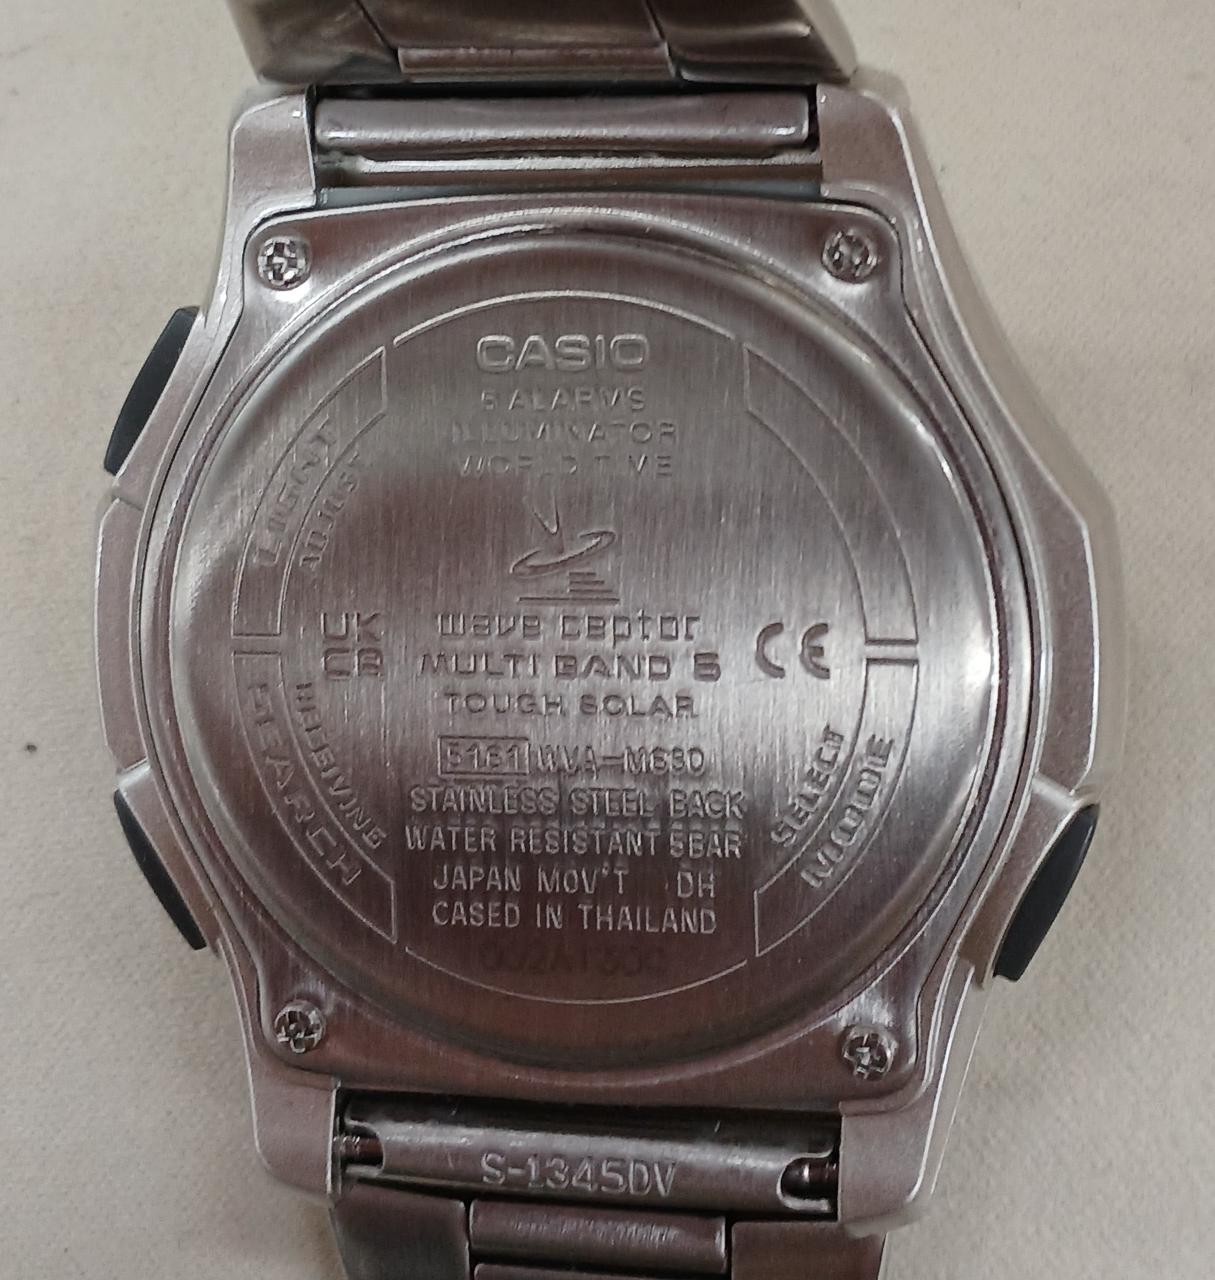 CASIO
5 ALARMS
ILLUMINATOR
WORLD TIME
LIGHT
ADJUST
UK
CA
wave ceptor
MULTI BAND 6
TOUGH SOLAR
CE
RECEIVING
SEARCH
SELECT
MODE
5161 WVA-M630
STAINLESS STEEL BACK
WATER RESISTANT 5BAR
JAPAN MOV'T DH
CASED IN THAILAND
S-1345DV